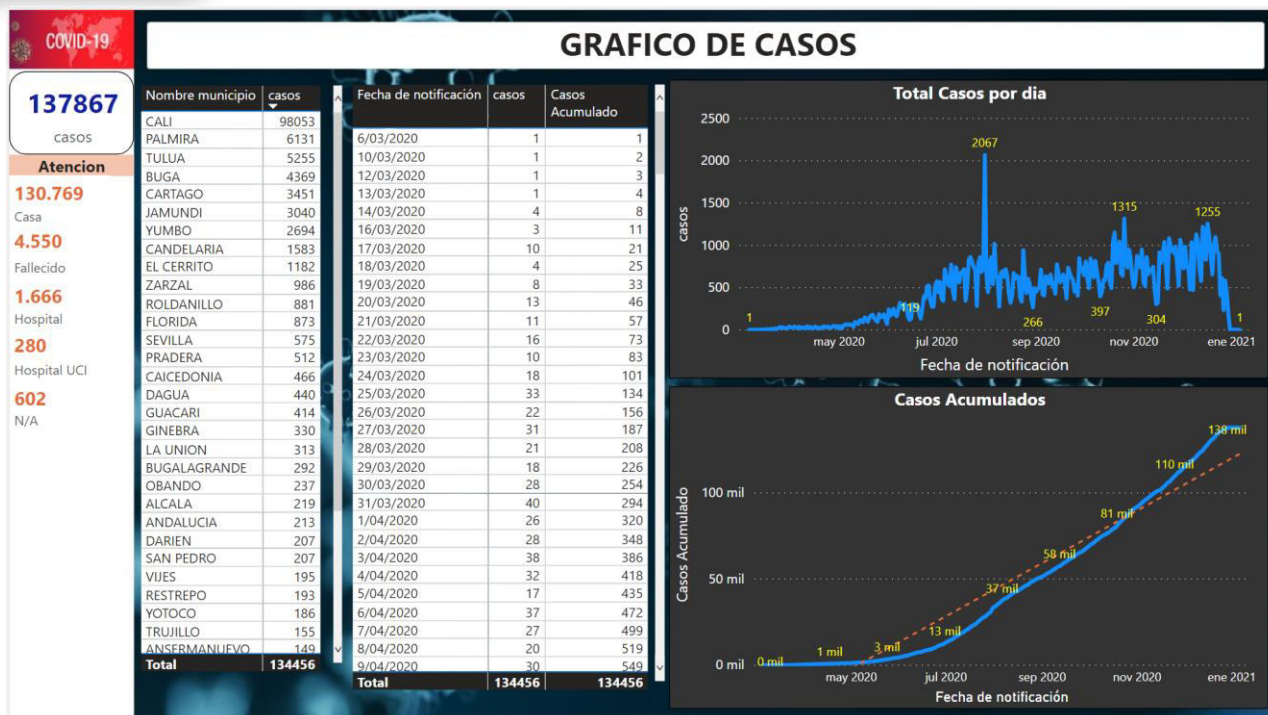 COVID-19
GRAFICO DE CASOS
137867
casos
Atencion
130.769
Casa
4.550
Fallecido
1.666
Hospital
280
Hospital UCI
602
N/A
Nombre municipio casos
CALI 98053
PALMIRA 6131
TULUA 5255
BUGA 4369
CARTAGO 3451
JAMUNDI 3040
YUMBO 2694
CANDELARIA 1583
EL CERRITO 1182
ZARZAL 986
ROLDANILLO 881
FLORIDA 873
SEVILLA 575
PRADERA 512
CAICEDONIA 466
DAGUA 440
GUACARI 414
GINEBRA 330
LA UNION 313
BUGALAGRANDE 292
OBANDO 237
ALCALA 219
ANDALUCIA 213
DARIEN 207
SAN PEDRO 207
VIJES 195
RESTREPO 193
YOTOCO 186
TRUJILLO 155
ANSERMANUEVO 149
Total 134456
Fecha de notificación casos Casos
Acumulado
6/03/2020 1 1
10/03/2020 1 2
12/03/2020 1 3
13/03/2020 1 4
14/03/2020 4 8
16/03/2020 3 11
17/03/2020 10 21
18/03/2020 4 25
19/03/2020 8 33
20/03/2020 13 46
21/03/2020 11 57
22/03/2020 16 73
23/03/2020 10 83
24/03/2020 18 101
25/03/2020 33 134
26/03/2020 22 156
27/03/2020 31 187
28/03/2020 21 208
29/03/2020 18 226
30/03/2020 28 254
31/03/2020 40 294
1/04/2020 26 320
2/04/2020 28 348
3/04/2020 38 386
4/04/2020 32 418
5/04/2020 17 435
6/04/2020 37 472
7/04/2020 27 499
8/04/2020 20 519
9/04/2020 30 549
Total 134456 134456
Total Casos por dia
casos
2500
2000
1500
1000
500
0
2067
1315
1255
1
119
266
397
304
1
may 2020 jul 2020 sep 2020 nov 2020 ene 2021
Fecha de notificación
Casos Acumulados
Casos Acumulado
100 mil
50 mil
0 mil
0 mil
1 mil
3 mil
13 mil
37 mil
58 mil
81 mil
110 mil
138 mil
may 2020 jul 2020 sep 2020 nov 2020 ene 2021
Fecha de notificación